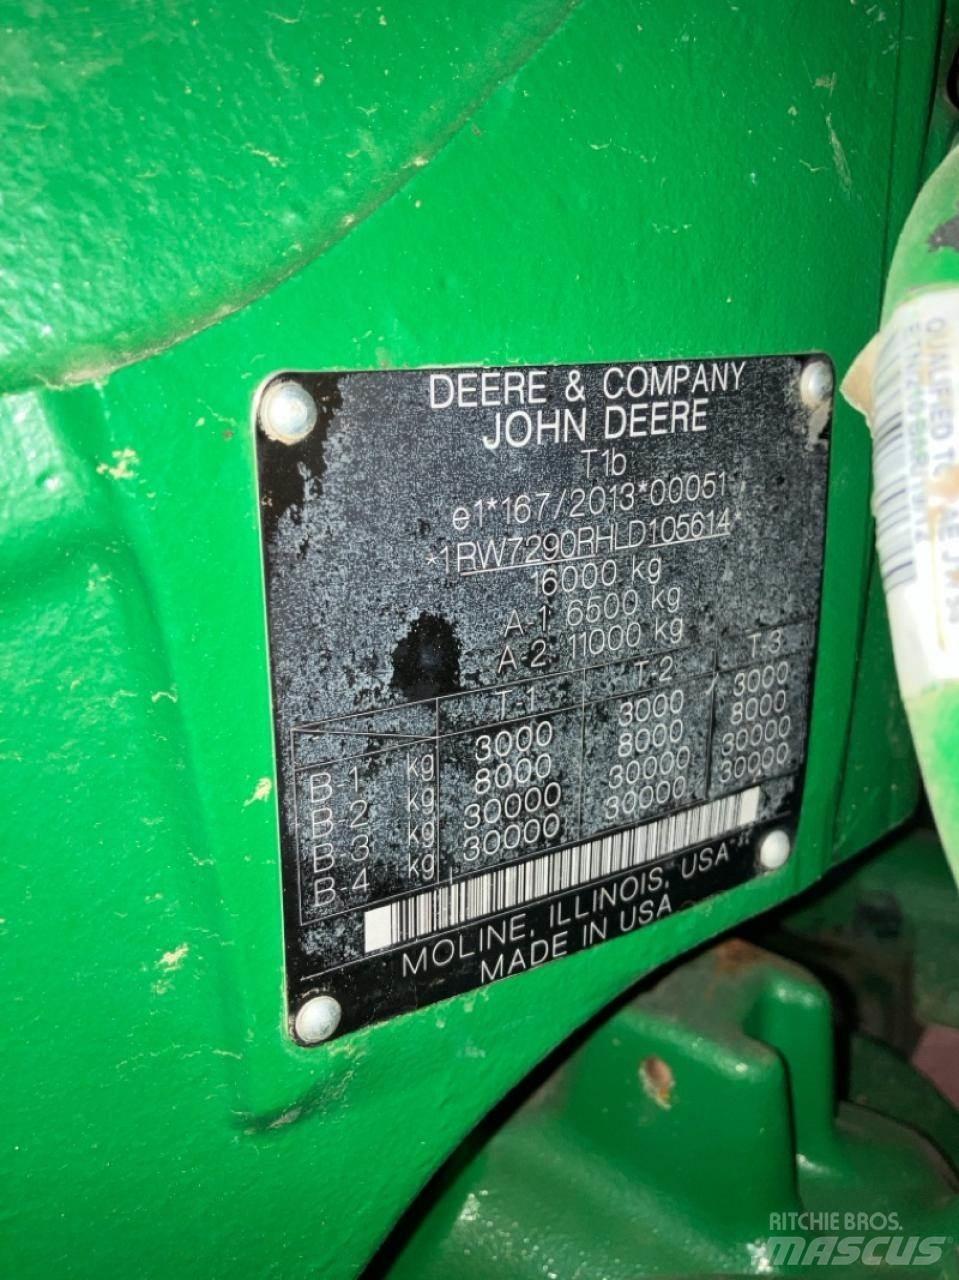 DEERE & COMPANY
JOHN DEERE
T1b
e1*167/2013*00051
*1RW7290RHLD105614*
16000 kg
A-1 6500 kg
A-2 11000 kg
T-1 T-2 T-3
B-1 kg 3000 3000 3000
B-2 kg 8000 8000 8000
B-3 kg 30000 30000 30000
B-4 kg 30000 30000 30000
MOLINE, ILLINOIS, USA
MADE IN USA
QUALIFIED TO
RITCHIE BROS.
MASCUS